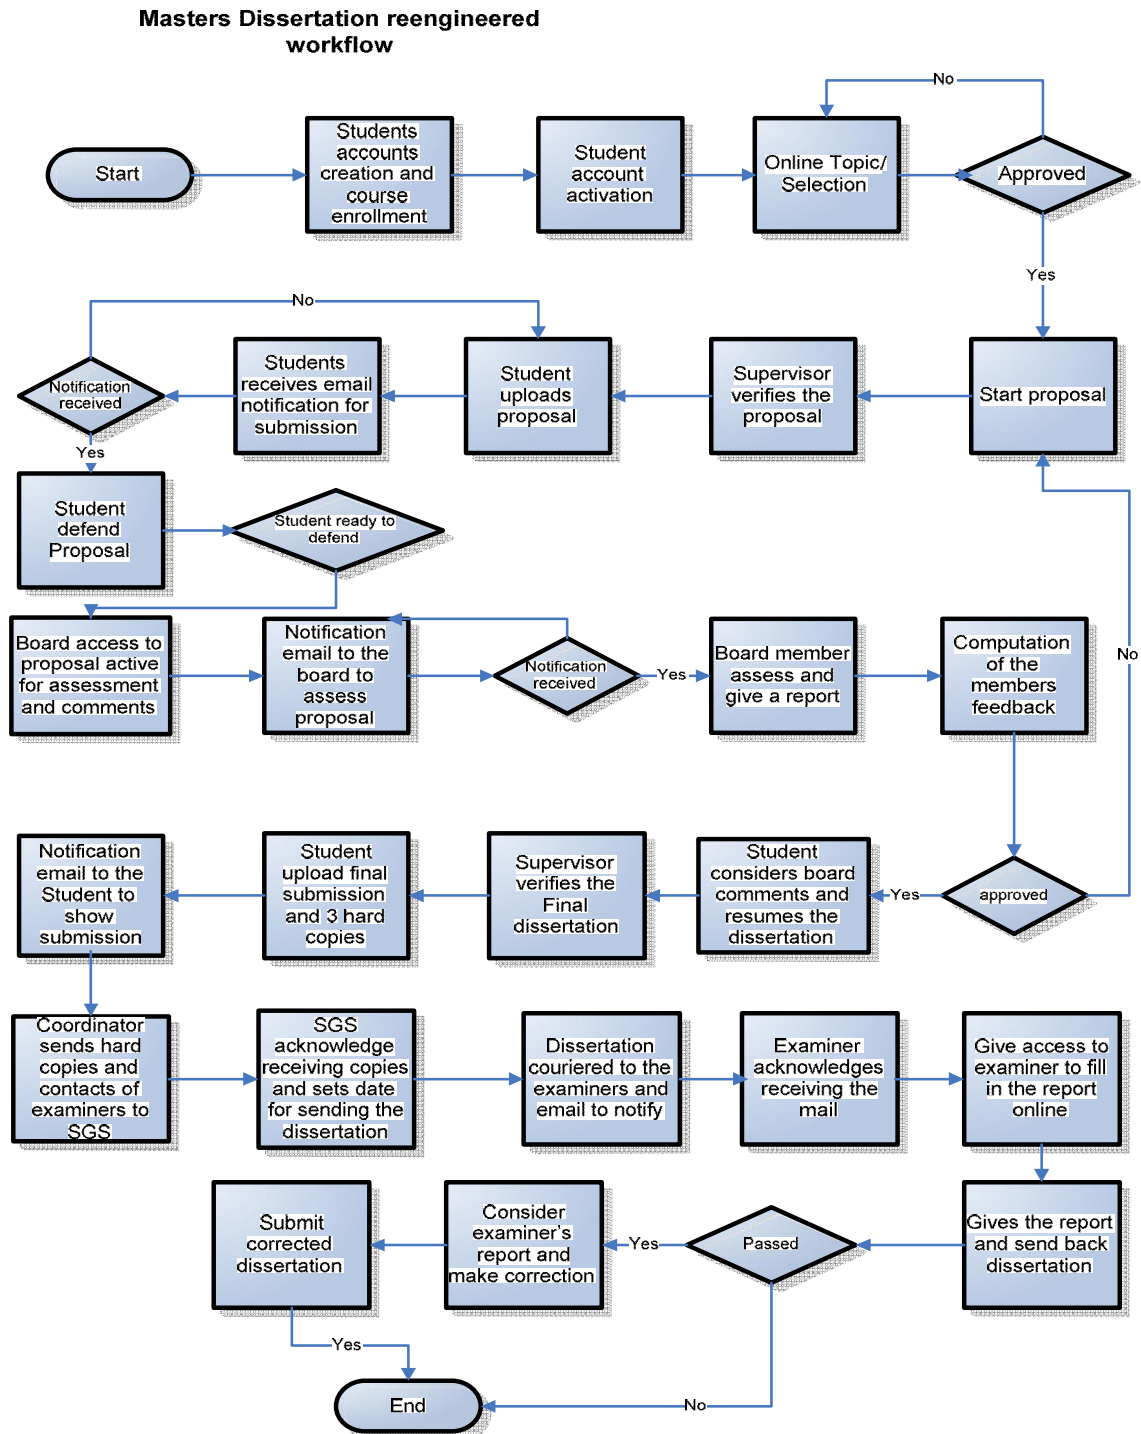 Masters Dissertation reengineered
workflow
No
Start
Students
accounts
creation and
course
enrollment
Student
account
activation
Online Topic/
Selection
Approved
Yes
No
Notification
received
Students
receives email
notification for
submission
Student
uploads
proposal
Supervisor
verifies the
proposal
Start proposal
Yes
Student
defend
Proposal
Student ready to
defend
Board access to
proposal active
for assessment
and comments
Notification
email to the
board to
assess
proposal
Notification
received
Yes
Board member
assess and
give a report
Computation
of the
members
feedback
No
Notification
email to the
Student to
show
submission
Student
upload final
submission
and 3 hard
copies
Supervisor
verifies the
Final
dissertation
Student
considers board
comments and
resumes the
dissertation
Yes
approved
Coordinator
sends hard
copies and
contacts of
examiners to
SGS
SGS
acknowledge
receiving copies
and sets date
for sending the
dissertation
Dissertation
couriered to the
examiners and
email to notify
Examiner
acknowledges
receiving the
mail
Give access to
examiner to fill
in the report
online
Submit
corrected
dissertation
Consider
examiner's
report and
make correction
Yes
Passed
Gives the report
and send back
dissertation
Yes
End
No